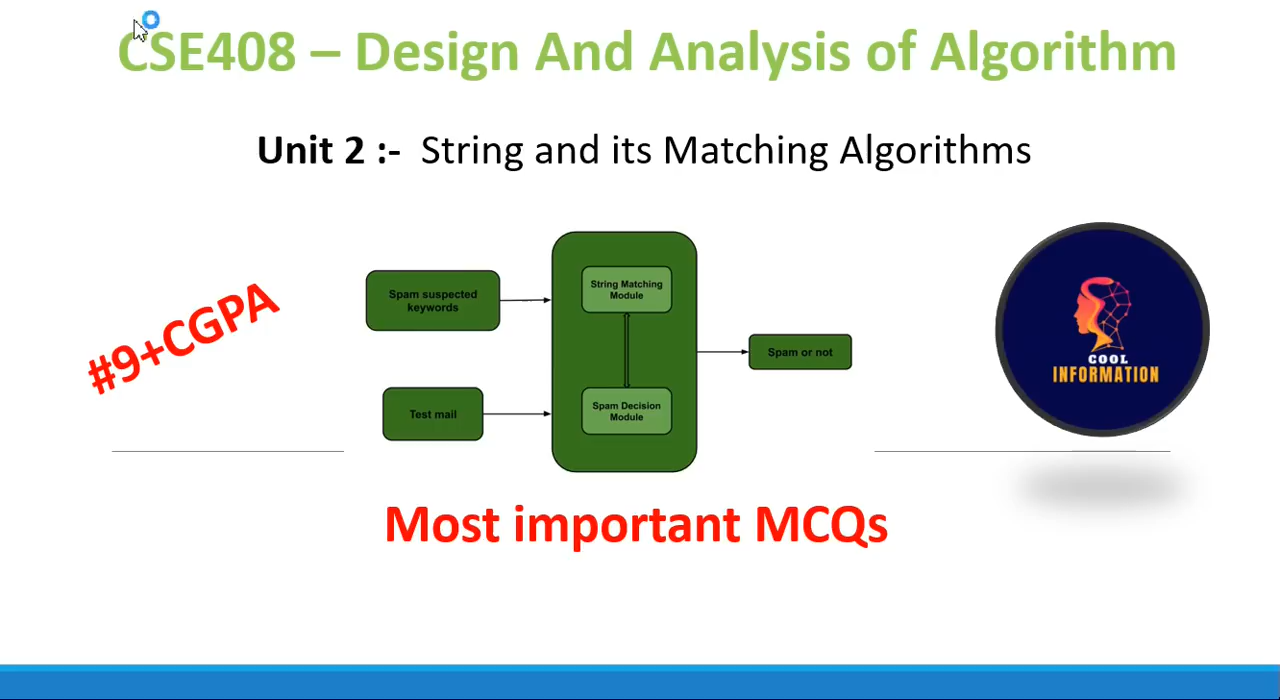 CSE408 – Design And Analysis of Algorithm
Unit 2 :- String and its Matching Algorithms
#9+CGPA
Spam suspected
keywords
String Matching
Module
Spam or not
Test mail
Spam Decision
Module
COOL
INFORMATION
Most important MCQs